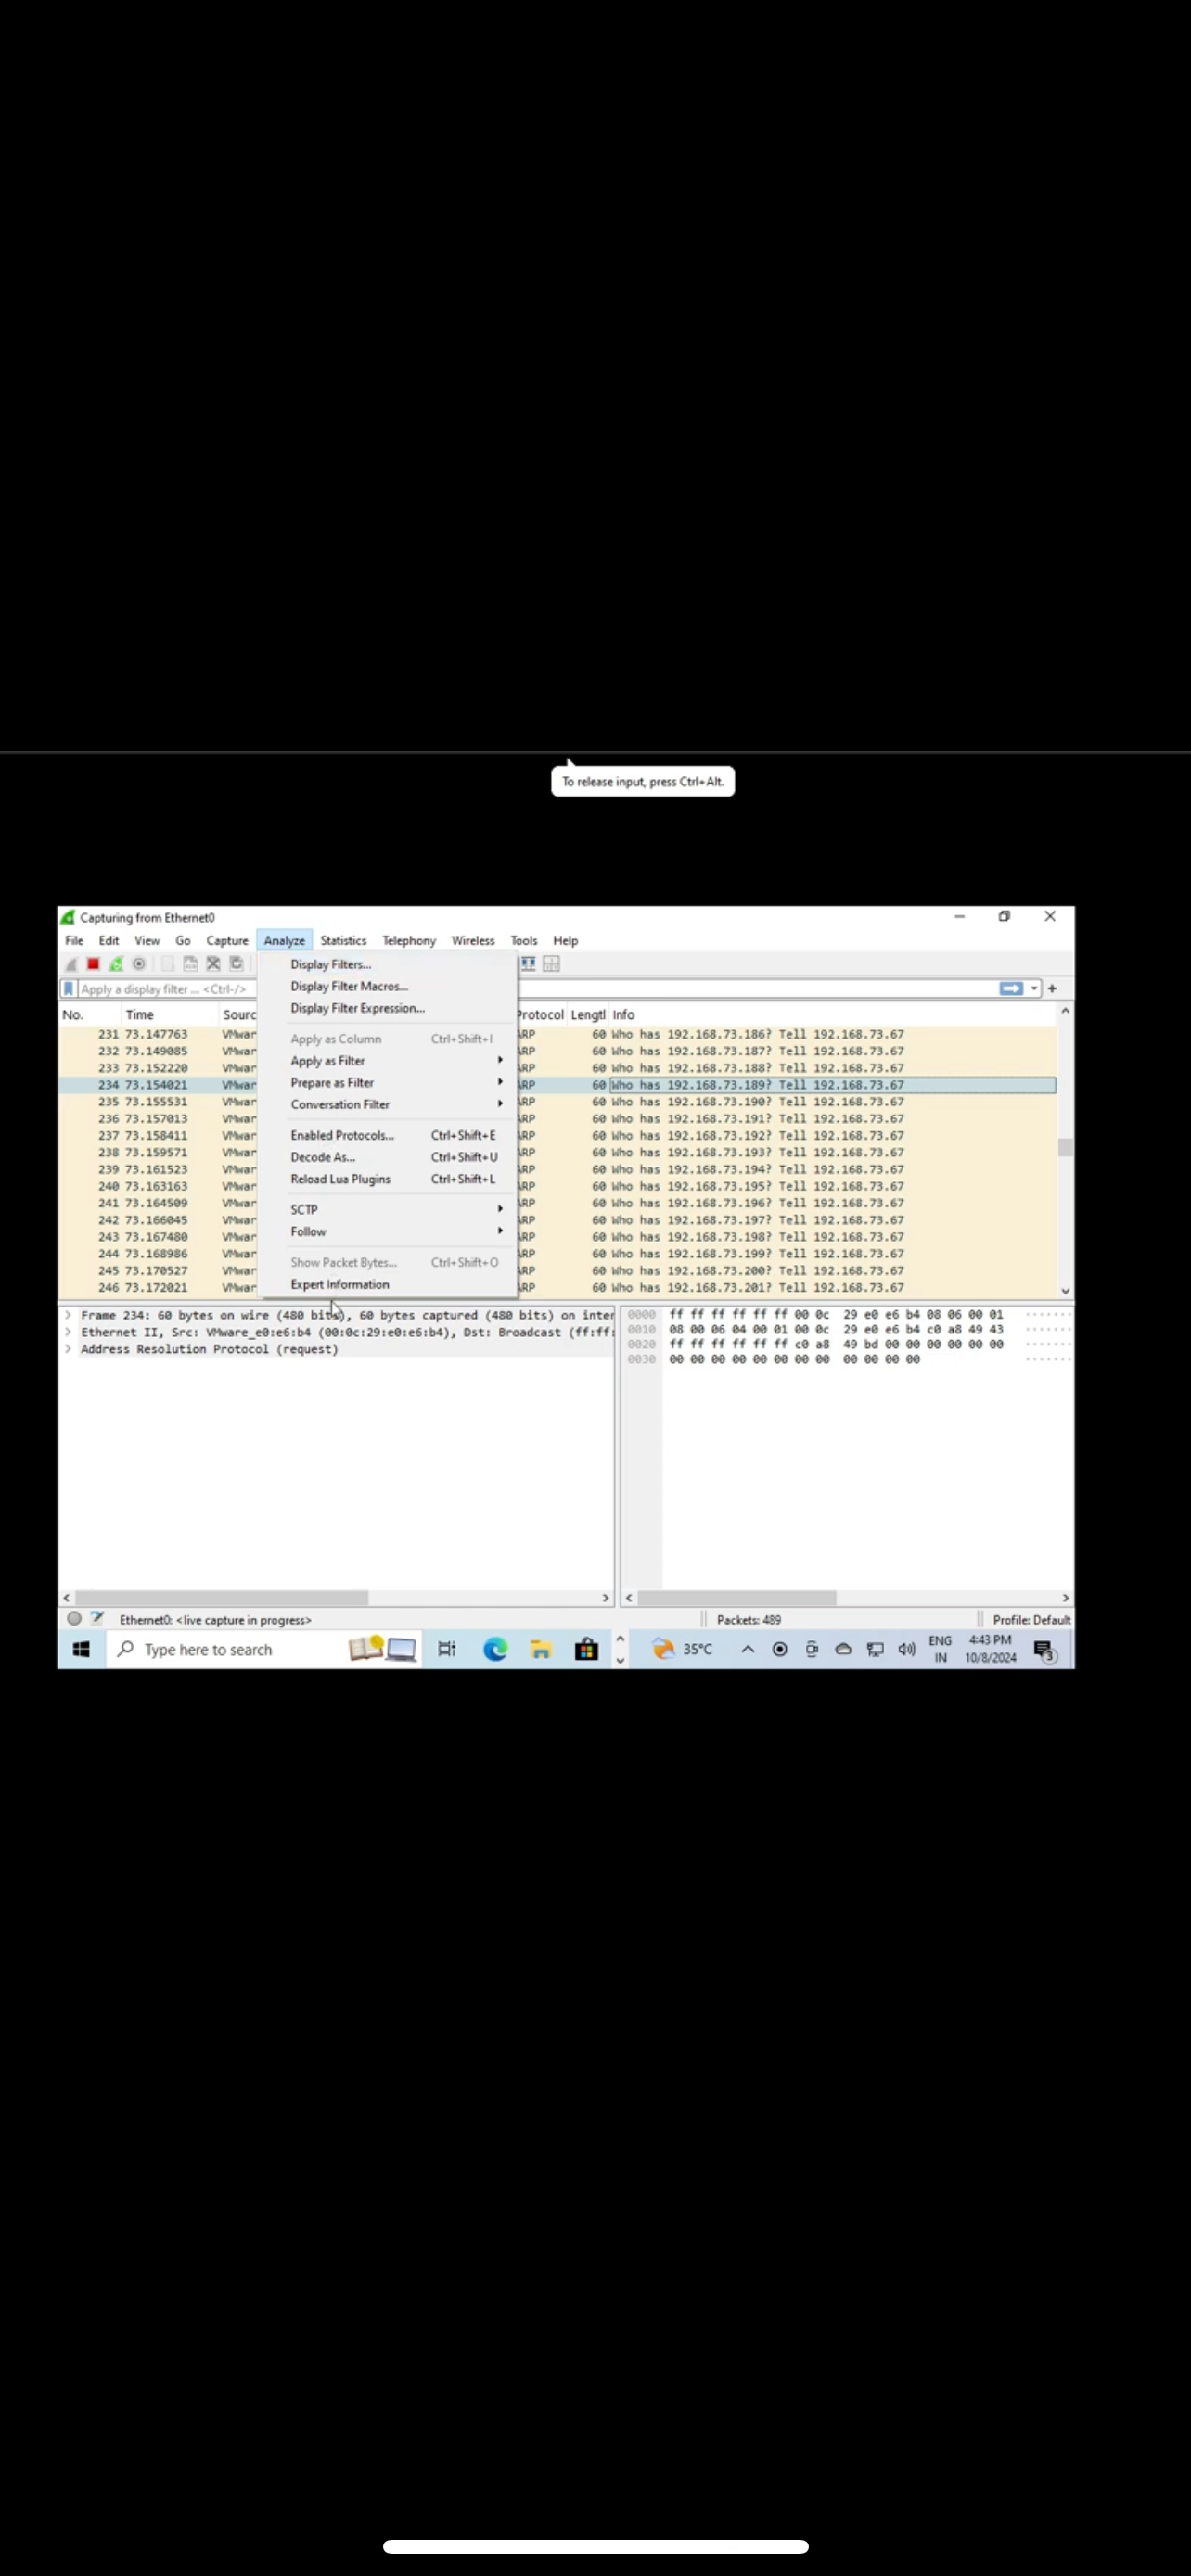 To release input, press Ctrl+Alt.
Capturing from Ethernet0
File Edit View Go Capture Analyze Statistics Telephony Wireless Tools Help
Apply a display filter ... <Ctrl-/>
Display Filters...
Display Filter Macros...
Display Filter Expression...
Apply as Column Ctrl+Shift+I
Apply as Filter
Prepare as Filter
Conversation Filter
Enabled Protocols... Ctrl+Shift+E
Decode As... Ctrl+Shift+U
Reload Lua Plugins Ctrl+Shift+L
SCTP
Follow
Show Packet Bytes... Ctrl+Shift+O
Expert Information
No. Time Sourc Protocol Lengtl Info
231 73.147763 VMwar ARP 60 Who has 192.168.73.186? Tell 192.168.73.67
232 73.149085 VMwar ARP 60 Who has 192.168.73.187? Tell 192.168.73.67
233 73.152220 VMwar ARP 60 Who has 192.168.73.188? Tell 192.168.73.67
234 73.154021 VMwar ARP 60 Who has 192.168.73.189? Tell 192.168.73.67
235 73.155531 VMwar ARP 60 Who has 192.168.73.190? Tell 192.168.73.67
236 73.157013 VMwar ARP 60 Who has 192.168.73.191? Tell 192.168.73.67
237 73.158411 VMwar ARP 60 Who has 192.168.73.192? Tell 192.168.73.67
238 73.159571 VMwar ARP 60 Who has 192.168.73.193? Tell 192.168.73.67
239 73.161523 VMwar ARP 60 Who has 192.168.73.194? Tell 192.168.73.67
240 73.163163 VMwar ARP 60 Who has 192.168.73.195? Tell 192.168.73.67
241 73.164509 VMwar ARP 60 Who has 192.168.73.196? Tell 192.168.73.67
242 73.166045 VMwar ARP 60 Who has 192.168.73.197? Tell 192.168.73.67
243 73.167480 VMwar ARP 60 Who has 192.168.73.198? Tell 192.168.73.67
244 73.168986 VMwar ARP 60 Who has 192.168.73.199? Tell 192.168.73.67
245 73.170527 VMwar ARP 60 Who has 192.168.73.200? Tell 192.168.73.67
246 73.172021 VMwar ARP 60 Who has 192.168.73.201? Tell 192.168.73.67
Frame 234: 60 bytes on wire (480 bits), 60 bytes captured (480 bits) on inter
Ethernet II, Src: VMware_e0:e6:b4 (00:0c:29:e0:e6:b4), Dst: Broadcast (ff:ff:
Address Resolution Protocol (request)
0000 ff ff ff ff ff ff 00 0c 29 e0 e6 b4 08 06 00 01
0010 08 00 06 04 00 01 00 0c 29 e0 e6 b4 c0 a8 49 43
0020 ff ff ff ff ff ff c0 a8 49 bd 00 00 00 00 00 00
0030 00 00 00 00 00 00 00 00 00 00 00 00
Ethernet0: <live capture in progress> Packets: 489 Profile: Default
Type here to search 35°C ENG IN 4:43 PM 10/8/2024 3